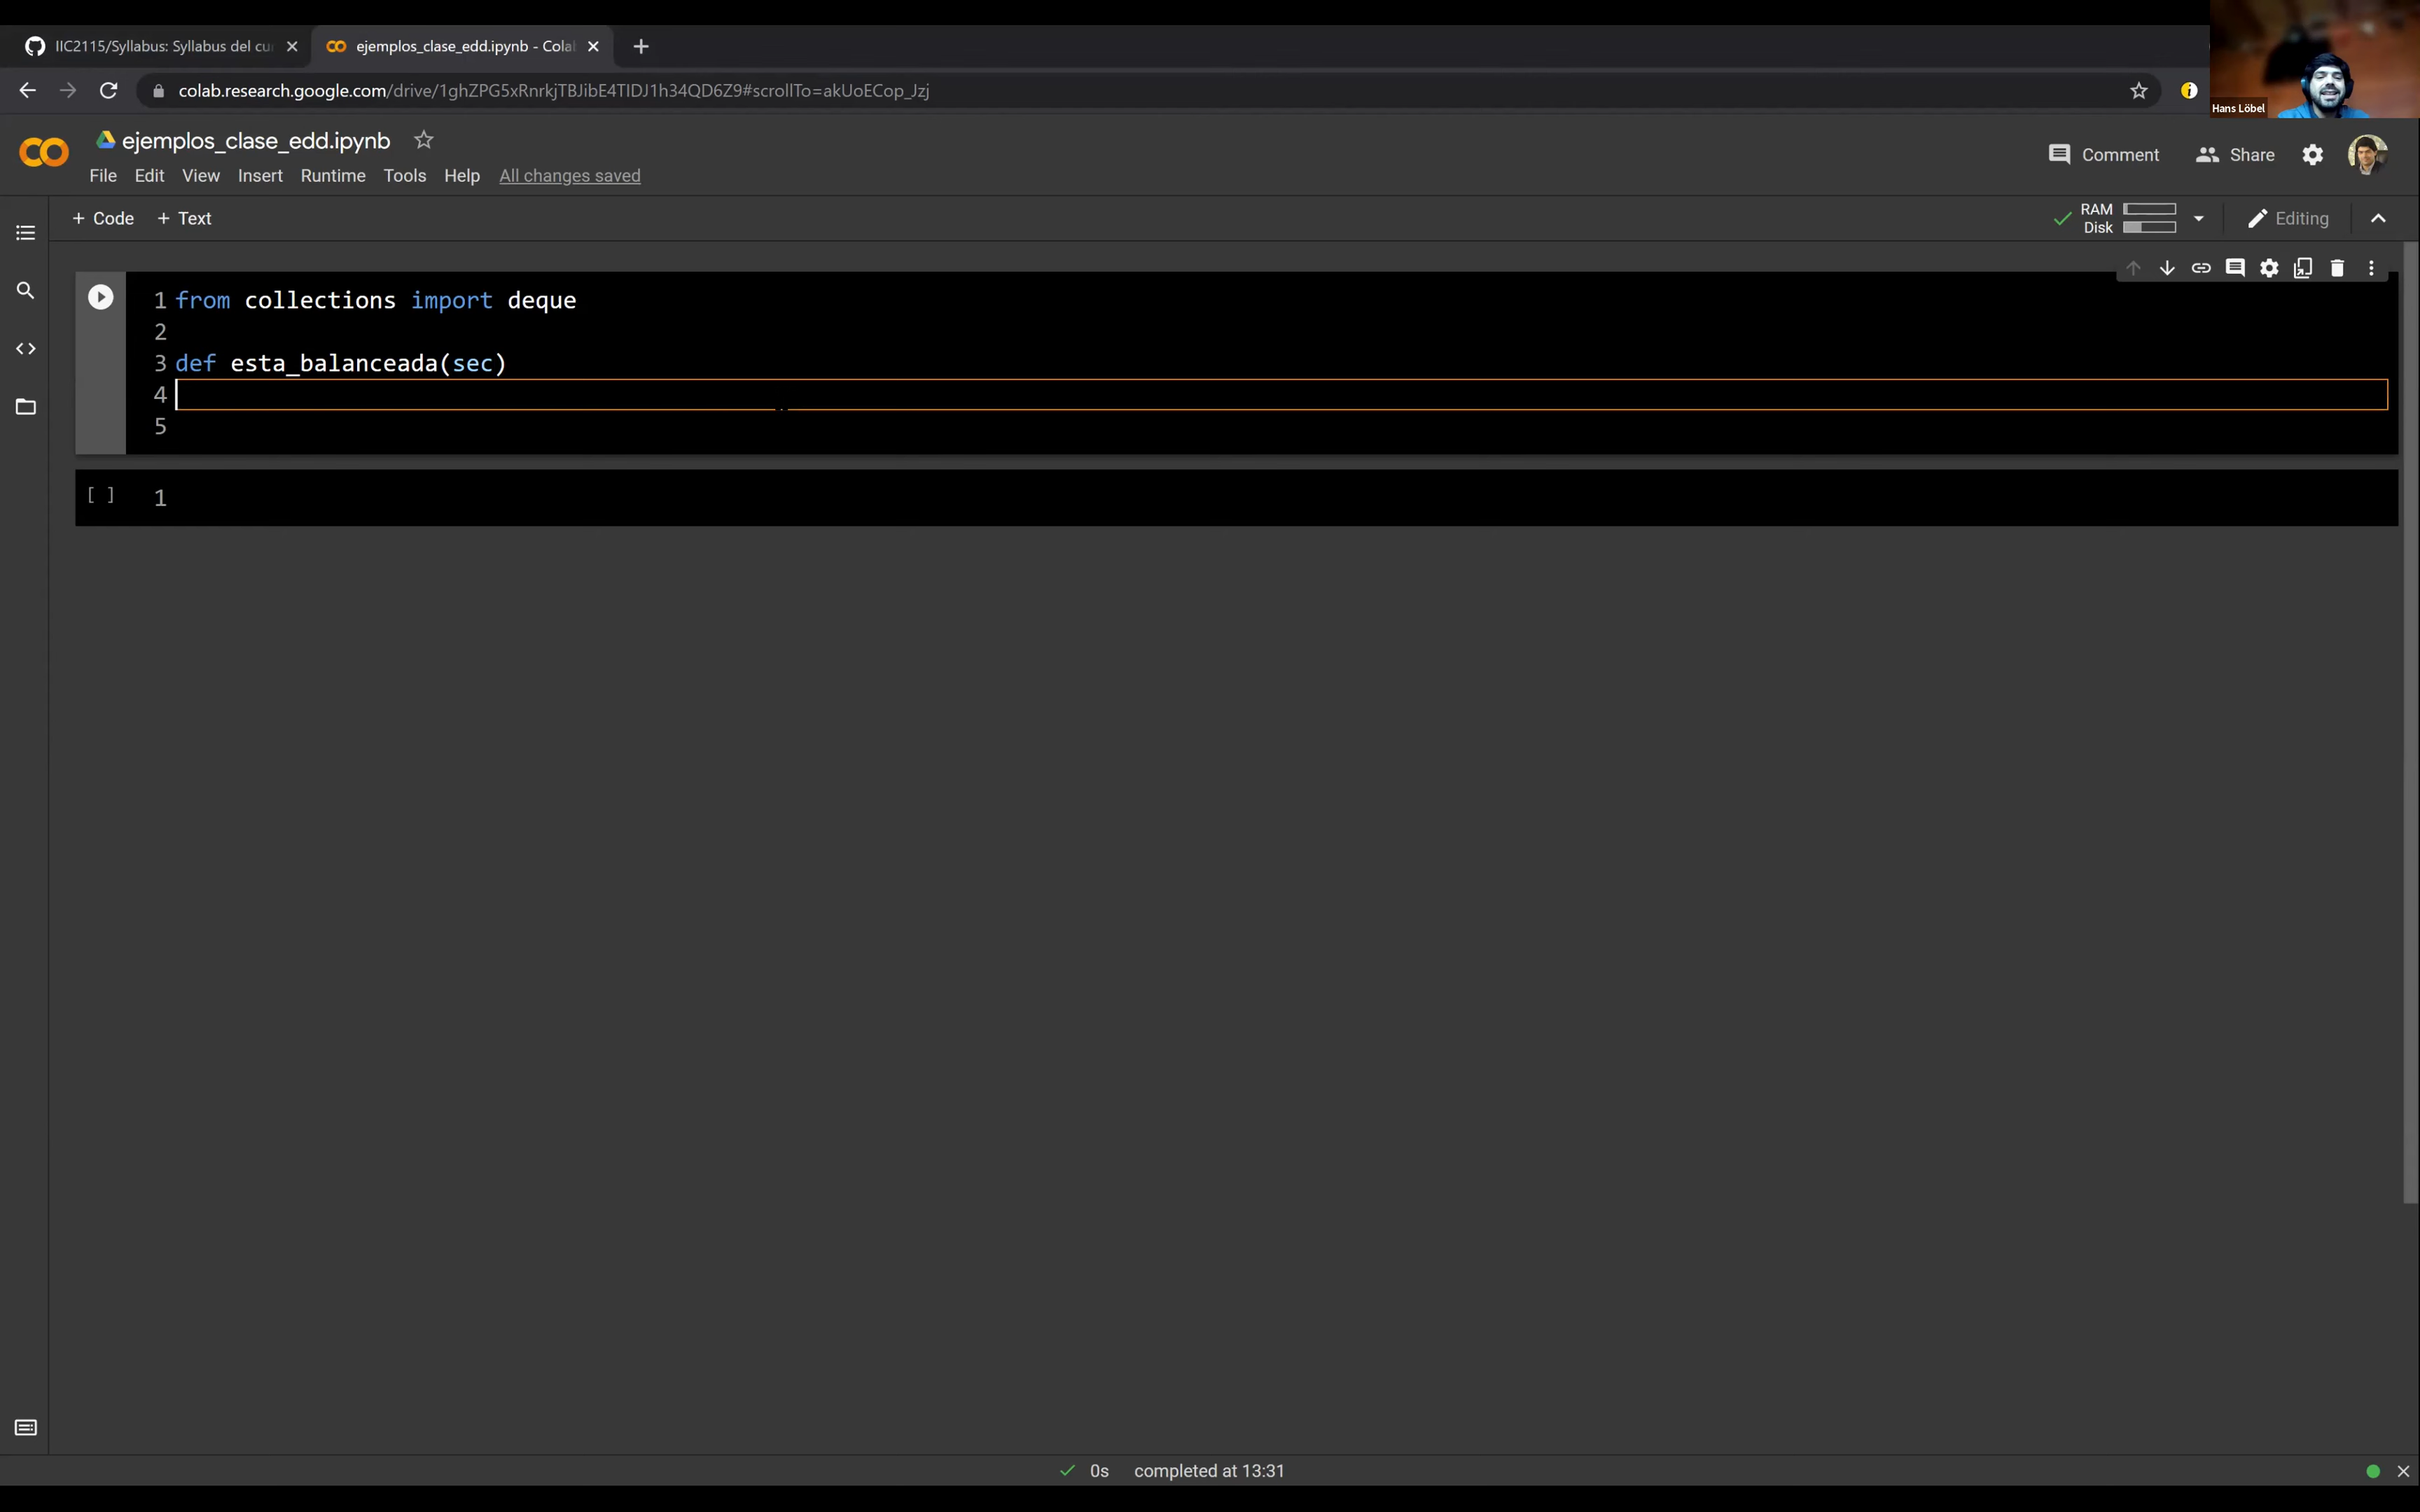 IIC2115/Syllabus: Syllabus del cu
ejemplos_clase_edd.ipynb - Cola
colab.research.google.com/drive/1ghZPG5xRnrkjTBJibE4TIDJ1h34QD6Z9#scrollTo=akUoECop_Jzj
Hans Löbel
ejemplos_clase_edd.ipynb
Comment
Share
File Edit View Insert Runtime Tools Help All changes saved
+ Code + Text
RAM
Disk
Editing
1 from collections import deque
2
3 def esta_balanceada(sec)
4
5
[ ] 1
0s completed at 13:31